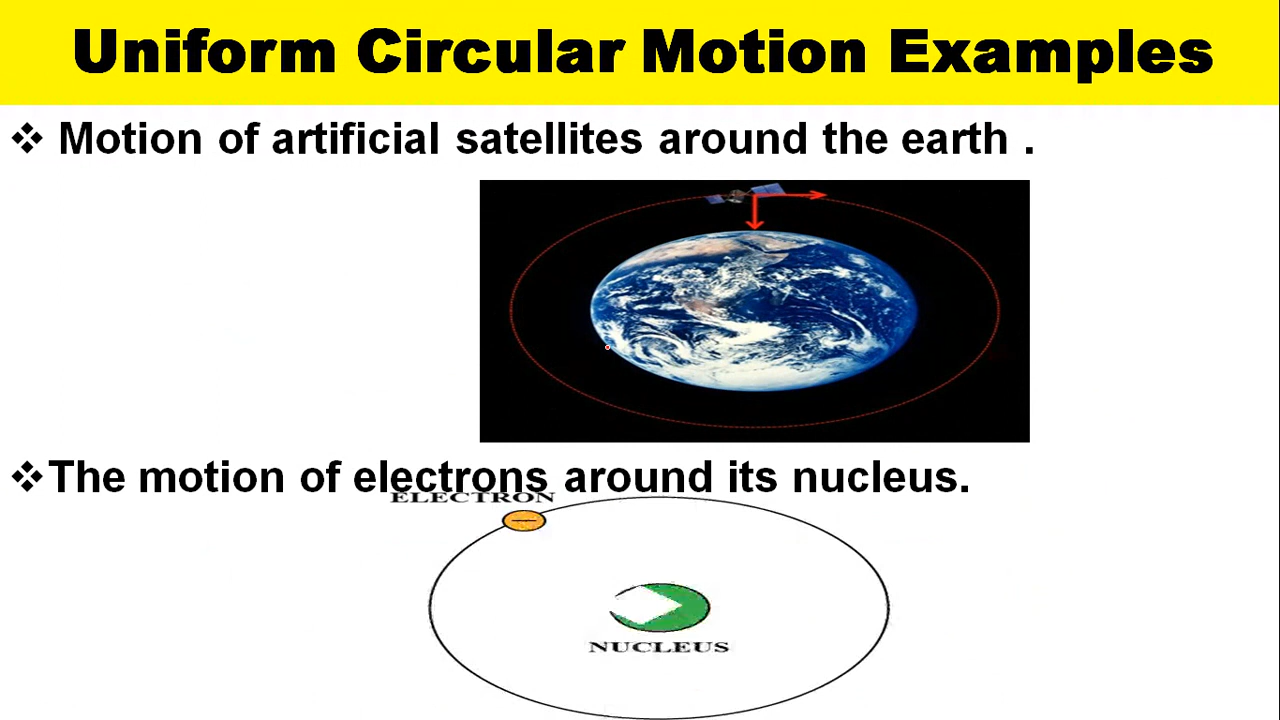 Uniform Circular Motion Examples
❖ Motion of artificial satellites around the earth .
❖The motion of electrons around its nucleus.
ELECTRON
NUCLEUS